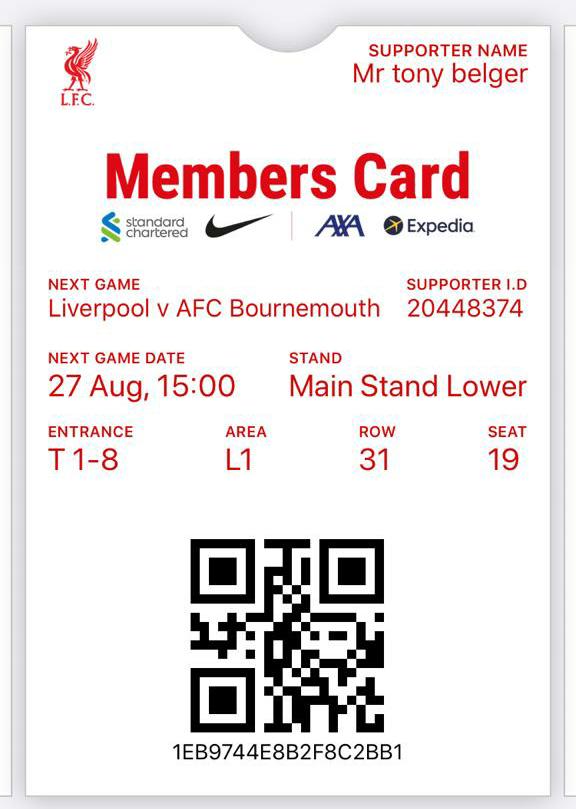 L.F.C.
SUPPORTER NAME
Mr tony belger
Members Card
standard
chartered
AXA
Expedia
NEXT GAME
Liverpool v AFC Bournemouth
SUPPORTER I.D
20448374
NEXT GAME DATE
27 Aug, 15:00
STAND
Main Stand Lower
ENTRANCE
T 1-8
AREA
L1
ROW
31
SEAT
19
1EB9744E8B2F8C2BB1